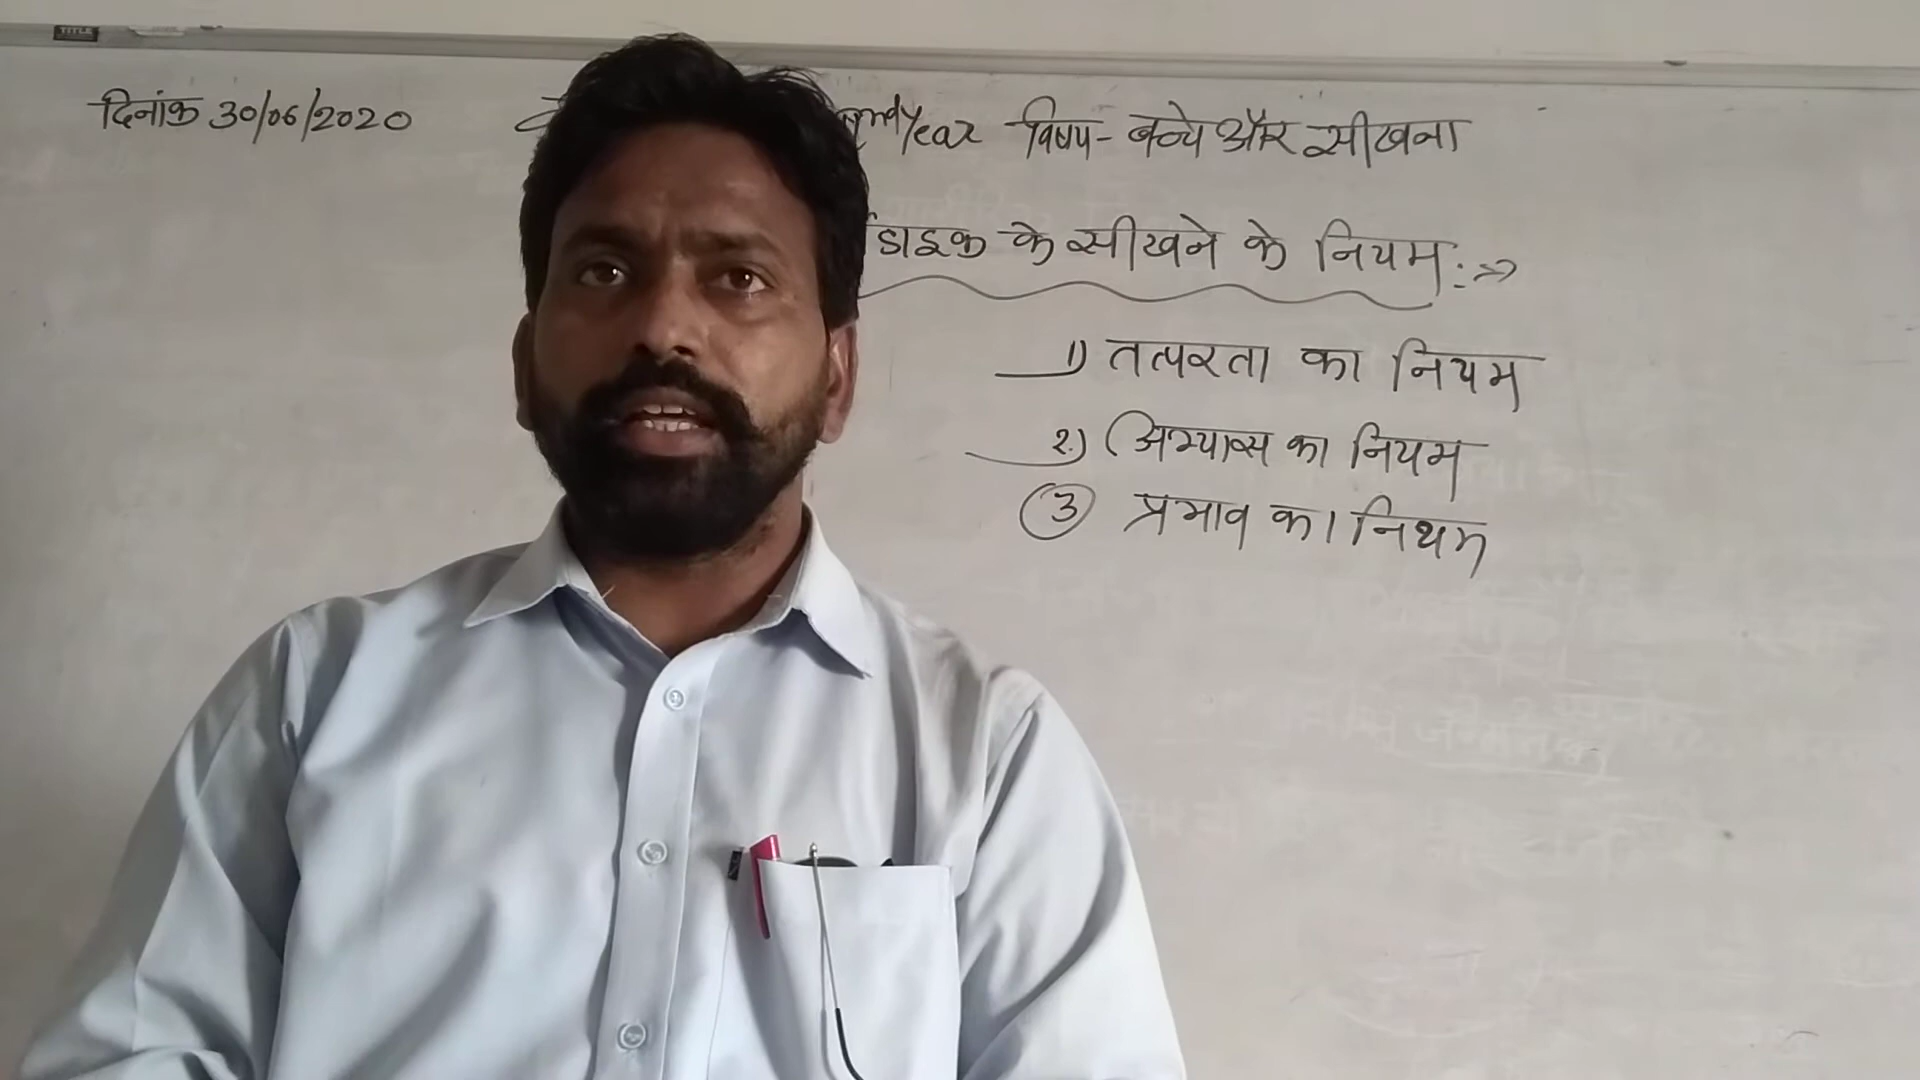 TITLE
दिनांक 30/06/2020 Year विषय- बच्चे और सीखना
डाइक के सीखने के नियम:->
1) तत्परता का नियम
2.) अभ्यास का नियम
3 प्रभाव का नियम